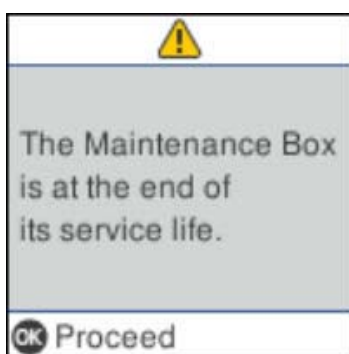 The Maintenance Box
is at the end of
its service life.
OK Proceed